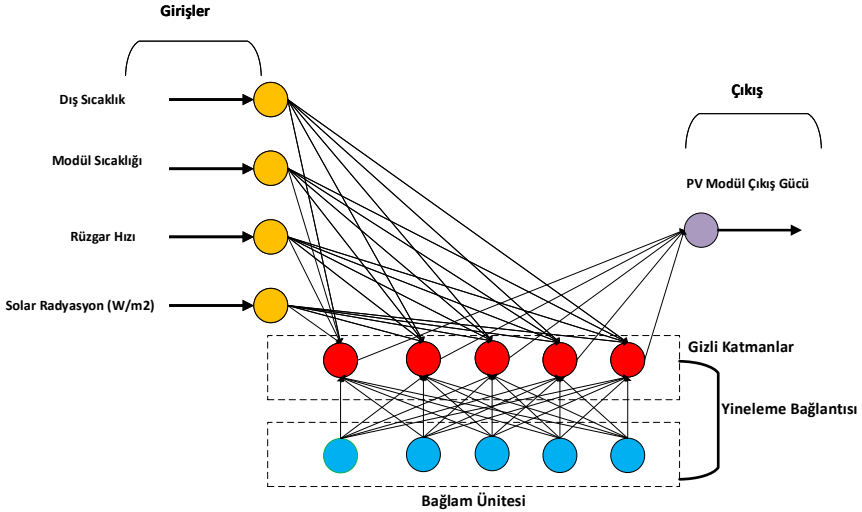 Girişler
Dış Sıcaklık
Modül Sıcaklığı
Rüzgar Hızı
Solar Radyasyon (W/m2)
Çıkış
PV Modül Çıkış Gücü
Gizli Katmanlar
Yineleme Bağlantısı
Bağlam Ünitesi